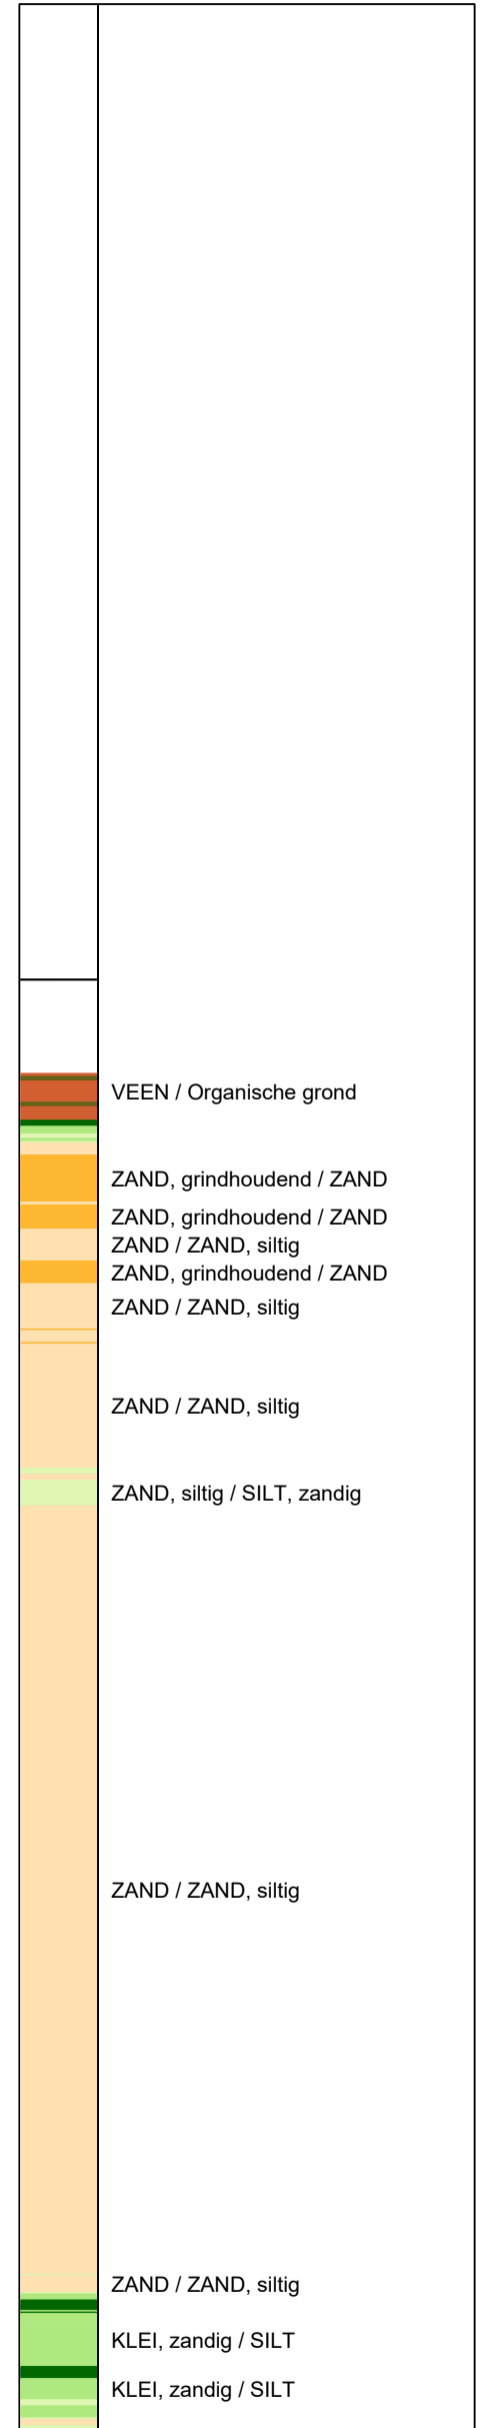 VEEN / Organische grond
ZAND, grindhoudend / ZAND
ZAND, grindhoudend / ZAND
ZAND / ZAND, siltig
ZAND, grindhoudend / ZAND
ZAND / ZAND, siltig
ZAND / ZAND, siltig
ZAND, siltig / SILT, zandig
ZAND / ZAND, siltig
ZAND / ZAND, siltig
KLEI, zandig / SILT
KLEI, zandig / SILT